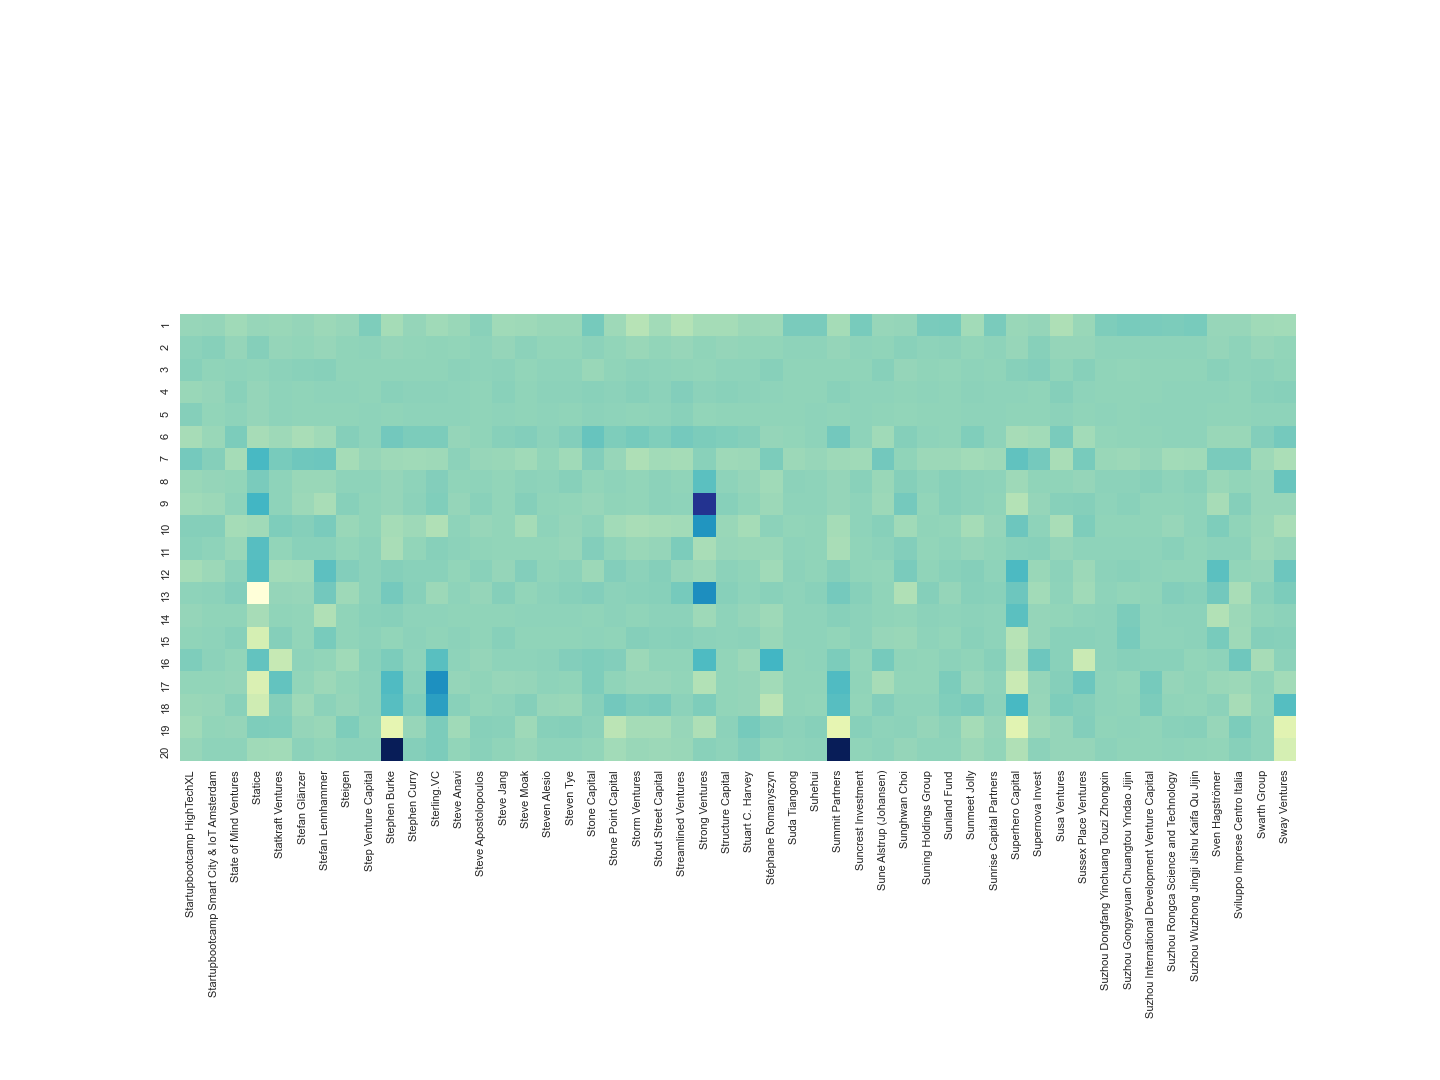 1
2
3
4
5
6
7
8
9
10
11
12
13
14
15
16
17
18
19
20
Startupbootcamp HighTechXL
Startupbootcamp Smart City & IoT Amsterdam
State of Mind Ventures
Statice
Statkraft Ventures
Stefan Glänzer
Stefan Lennhammer
Steigen
Step Venture Capital
Stephen Burke
Stephen Curry
Sterling.VC
Steve Anavi
Steve Apostolopoulos
Steve Jang
Steve Moak
Steven Alesio
Steven Tye
Stone Capital
Stone Point Capital
Storm Ventures
Stout Street Capital
Streamlined Ventures
Strong Ventures
Structure Capital
Stuart C. Harvey
Stéphane Romanyszyn
Suda Tiangong
Suhehui
Summit Partners
Suncrest Investment
Sune Alstrup (Johansen)
Sunghwan Choi
Suning Holdings Group
Sunland Fund
Sunmeet Jolly
Sunrise Capital Partners
Superhero Capital
Supernova Invest
Susa Ventures
Sussex Place Ventures
Suzhou Dongfang Yinchuang Touzi Zhongxin
Suzhou Gongyeyuan Chuangtou Yindao Jijin
Suzhou International Development Venture Capital
Suzhou Rongca Science and Technology
Suzhou Wuzhong Jingji Jishu Kaifa Qu Jijin
Sven Hagströmer
Sviluppo Imprese Centro Italia
Swarth Group
Sway Ventures